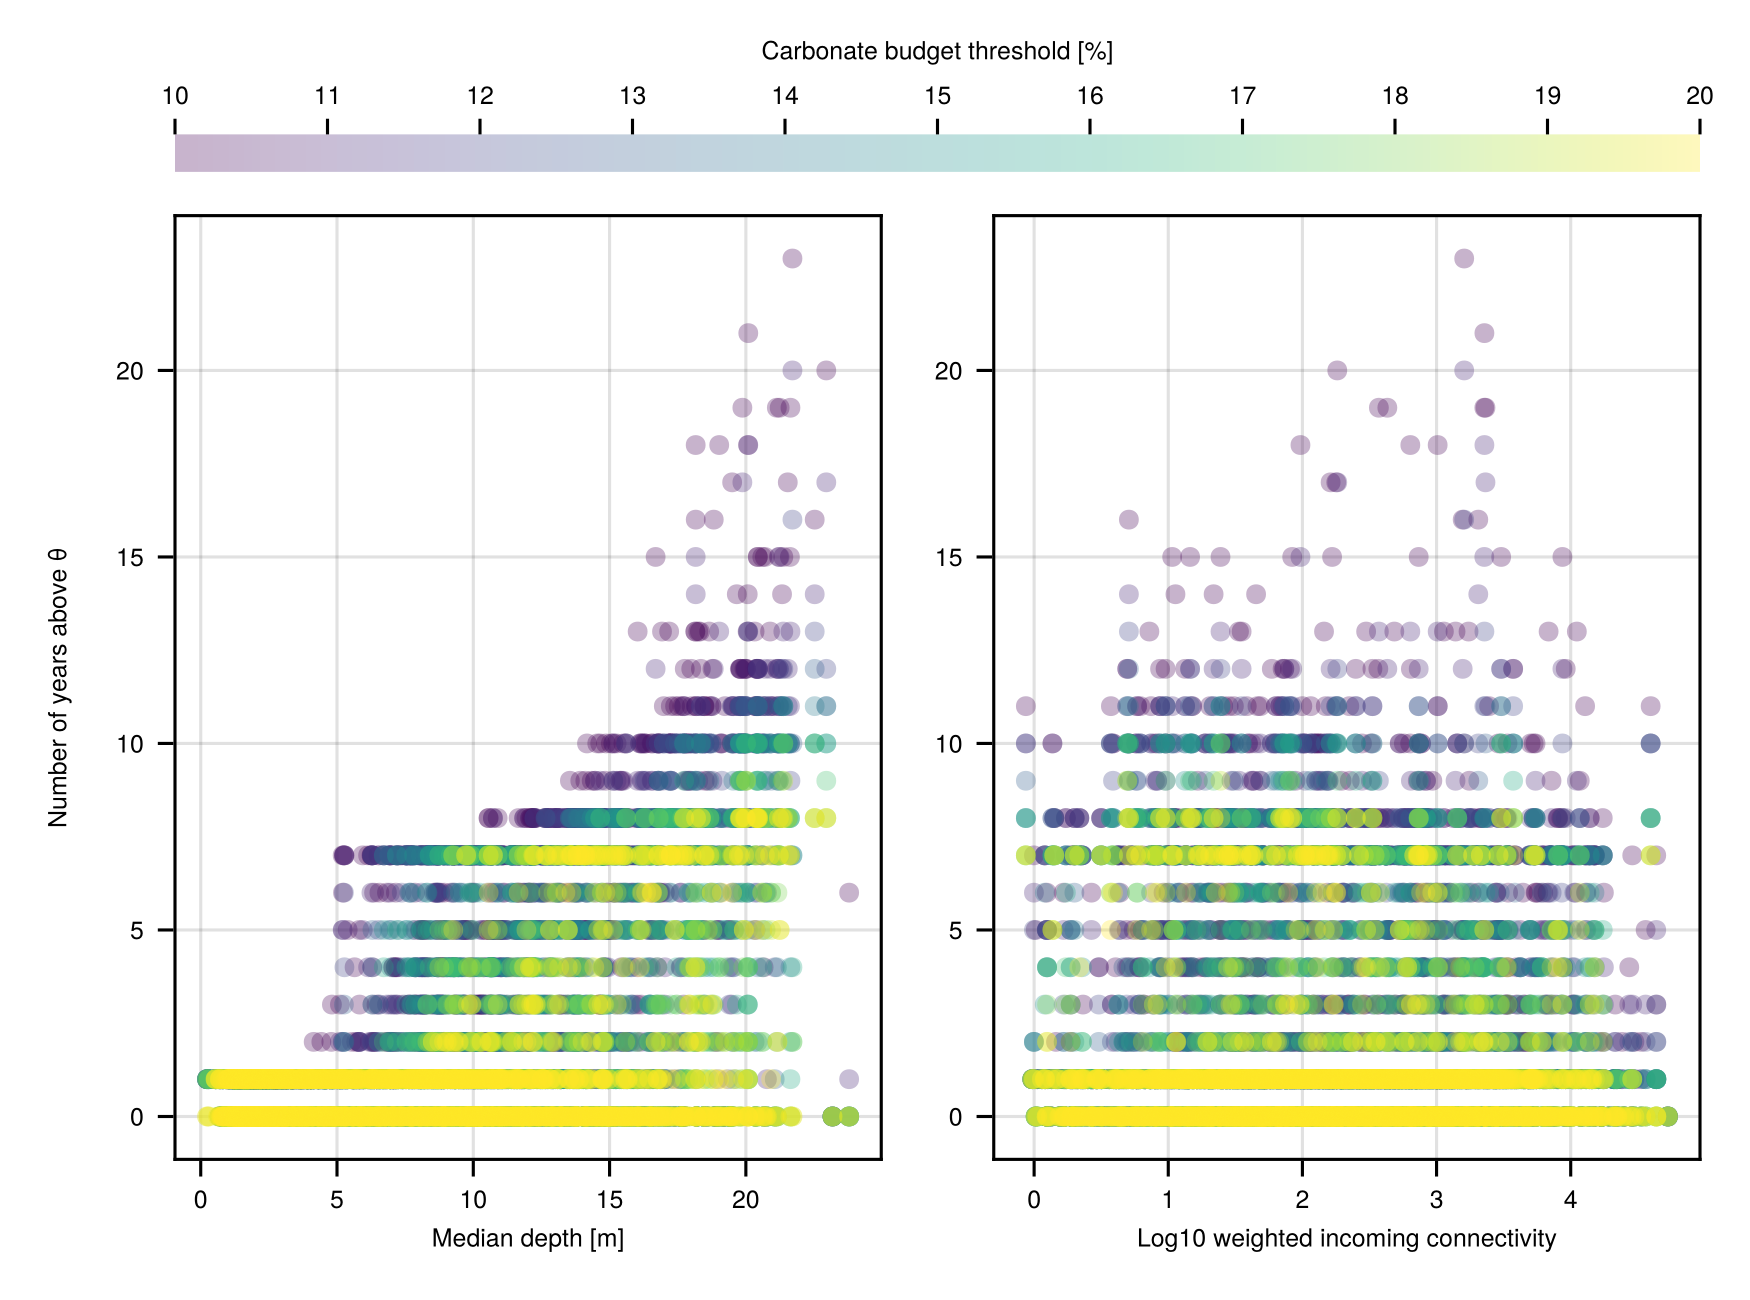 Carbonate budget threshold [%]
10 11 12 13 14 15 16 17 18 19 20
Number of years above θ
20
15
10
5
0
0 5 10 15 20
Median depth [m]
20
15
10
5
0
0 1 2 3 4
Log10 weighted incoming connectivity